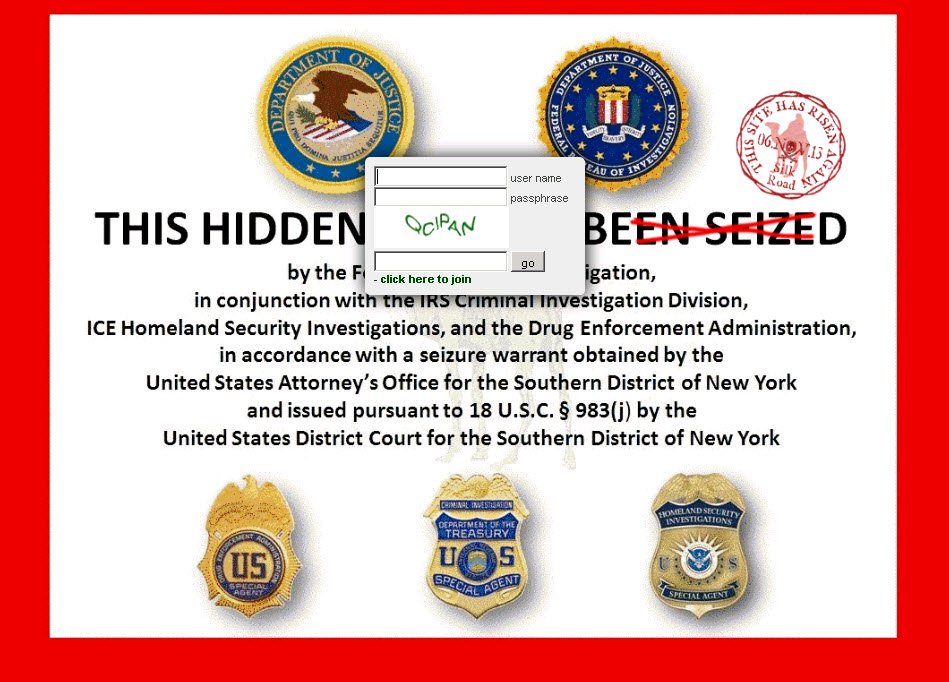 DEPARTMENT OF JUSTICE
QUI PRO DOMINA JUSTITIA SEQUITUR
DEPARTMENT OF JUSTICE
FEDERAL BUREAU OF INVESTIGATION
THIS SITE HAS RISEN AGAIN
06 NOV 13
Silk
Road
user name
passphrase
QCIPAN
go
- click here to join
THIS HIDDEN BEEN SEIZED
by the Fe igation,
in conjunction with the IRS Criminal Investigation Division,
ICE Homeland Security Investigations, and the Drug Enforcement Administration,
in accordance with a seizure warrant obtained by the
United States Attorney’s Office for the Southern District of New York
and issued pursuant to 18 U.S.C. § 983(j) by the
United States District Court for the Southern District of New York
DRUG ENFORCEMENT ADMINISTRATION
US
SPECIAL
AGENT
CRIMINAL INVESTIGATION
DEPARTMENT OF THE
TREASURY
U S
SPECIAL AGENT
HOMELAND SECURITY
INVESTIGATIONS
U S
SPECIAL AGENT